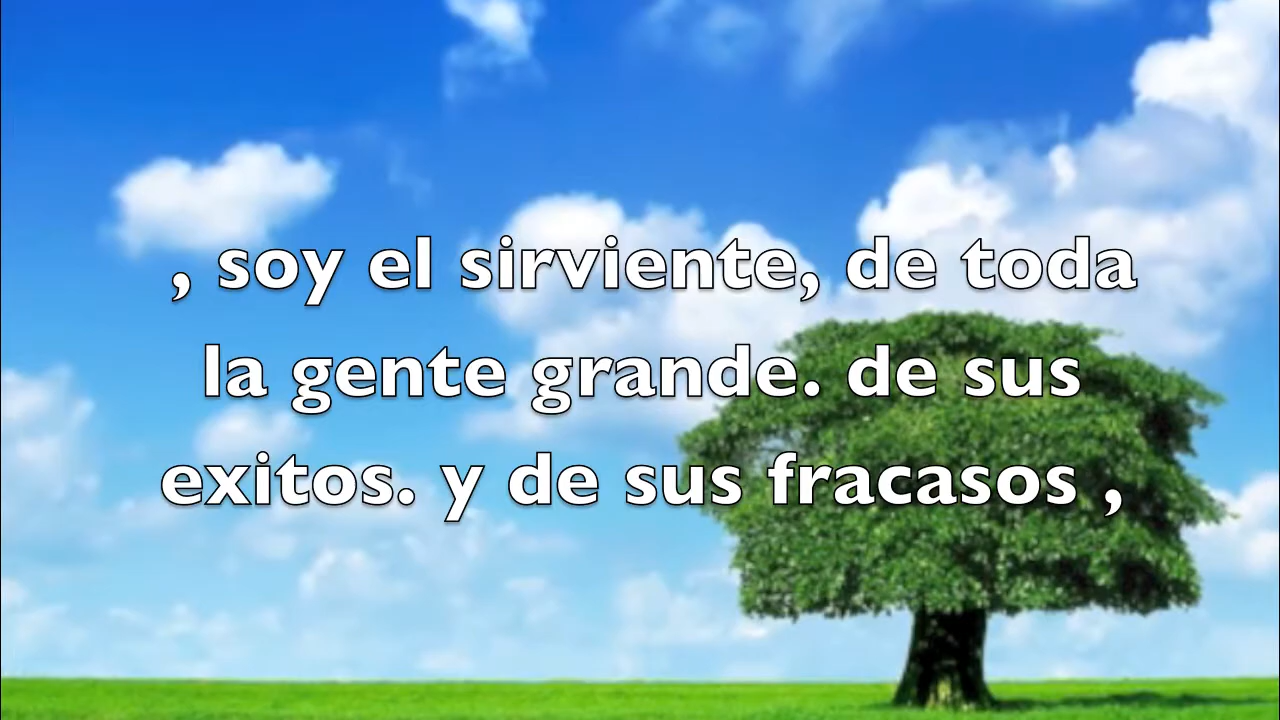 , soy el sirviente, de toda
la gente grande. de sus
exitos. y de sus fracasos ,